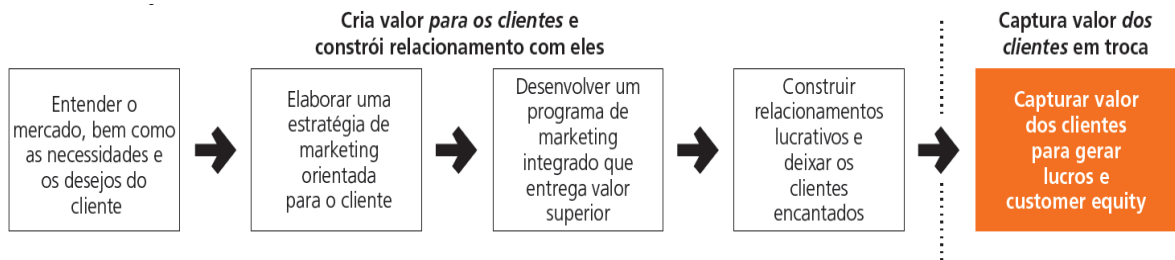 Cria valor para os clientes e
constrói relacionamento com eles
Captura valor dos
clientes em troca
Entender o
mercado, bem como
as necessidades e
os desejos do
cliente
Elaborar uma
estratégia de
marketing
orientada
para o cliente
Desenvolver um
programa de
marketing
integrado que
entrega valor
superior
Construir
relacionamentos
lucrativos e
deixar os
clientes
encantados
Capturar valor
dos clientes
para gerar
lucros e
customer equity